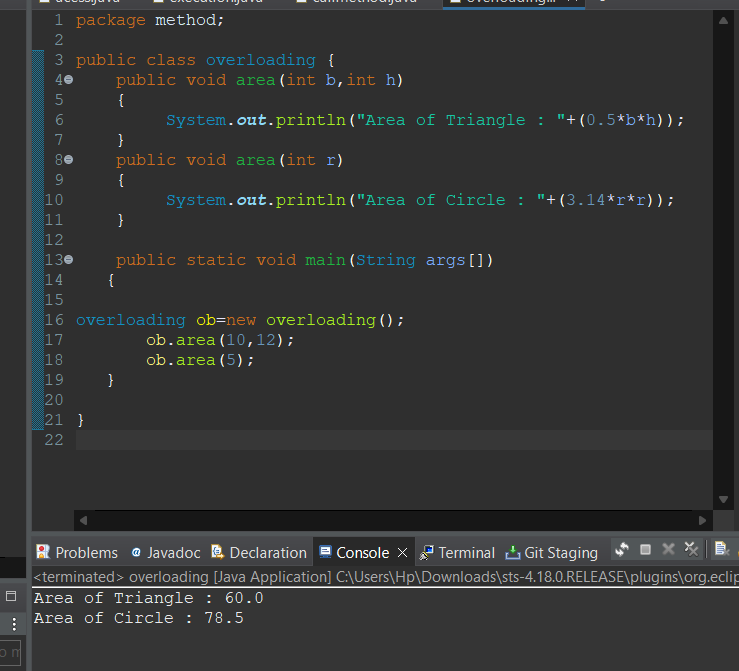 1 package method;
2
3 public class overloading {
4 public void area(int b,int h)
5 {
6 System.out.println("Area of Triangle : "+(0.5*b*h));
7 }
8 public void area(int r)
9 {
10 System.out.println("Area of Circle : "+(3.14*r*r));
11 }
12
13 public static void main(String args[])
14 {
15
16 overloading ob=new overloading();
17 ob.area(10,12);
18 ob.area(5);
19 }
20
21 }
22
Problems @ Javadoc Declaration Console Terminal Git Staging
<terminated> overloading [Java Application] C:\Users\Hp\Downloads\sts-4.18.0.RELEASE\plugins\org.eclip
Area of Triangle : 60.0
Area of Circle : 78.5